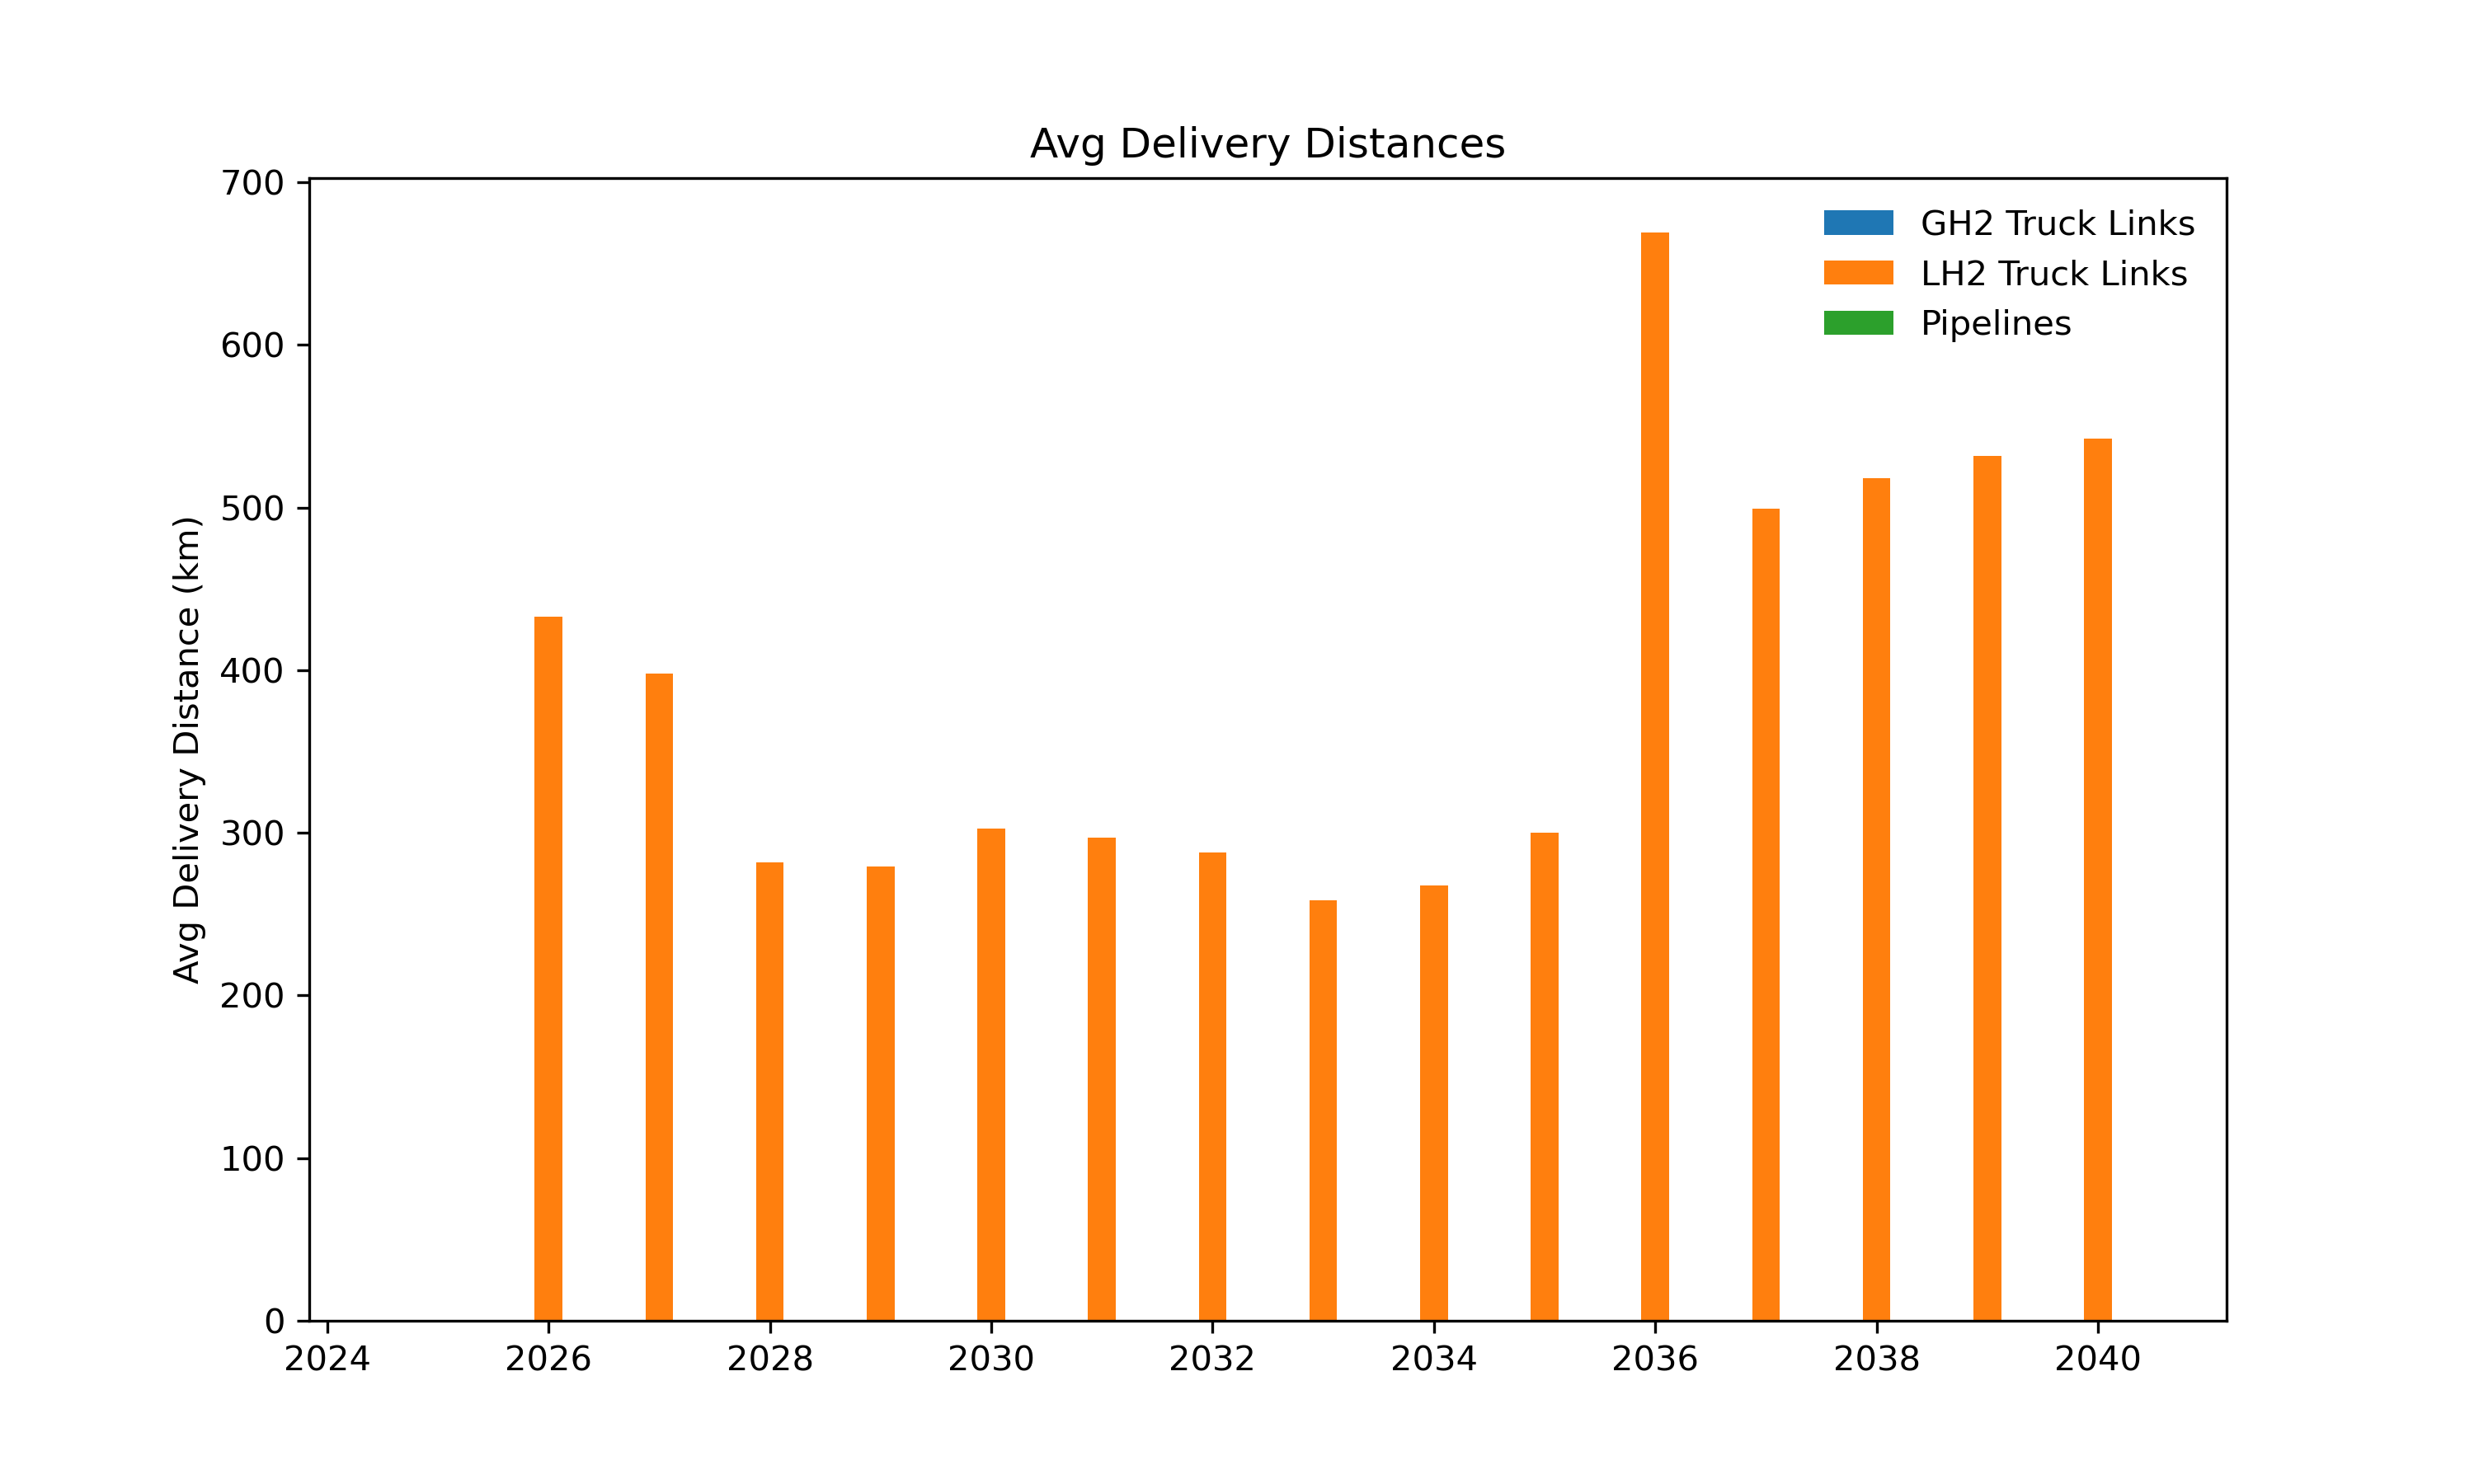 Avg Delivery Distances
700
600
500
400
300
200
100
0
Avg Delivery Distance (km)
GH2 Truck Links
LH2 Truck Links
Pipelines
2024 2026 2028 2030 2032 2034 2036 2038 2040